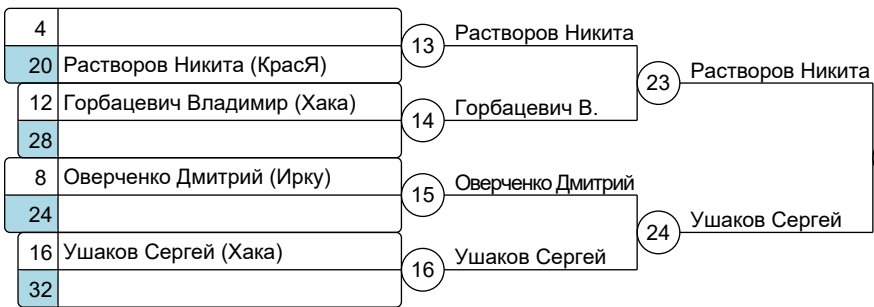 4
13 Растворов Никита
20 Растворов Никита (КрасЯ)
23 Растворов Никита
12 Горбацевич Владимир (Хака)
14 Горбацевич В.
28
8 Оверченко Дмитрий (Ирку)
15 Оверченко Дмитрий
24
24 Ушаков Сергей
16 Ушаков Сергей (Хака)
16 Ушаков Сергей
32